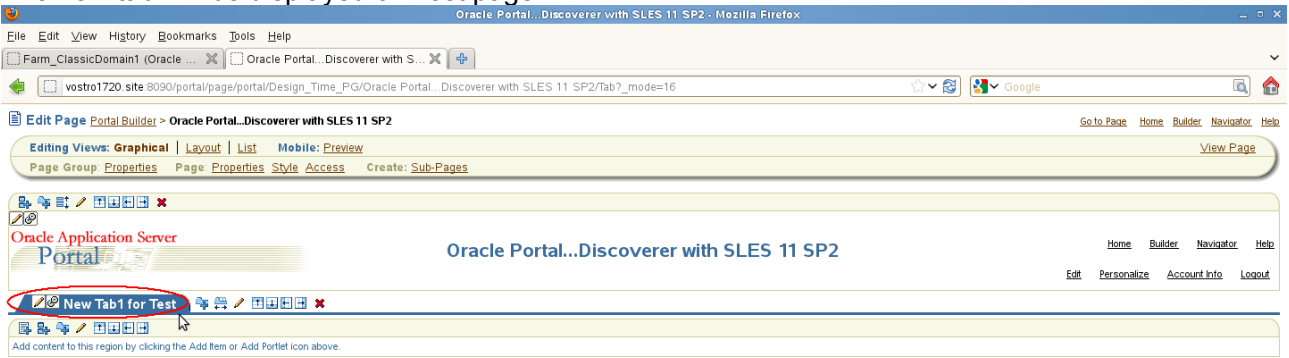 Oracle Portal...Discoverer with SLES 11 SP2 - Mozilla Firefox
File Edit View History Bookmarks Tools Help
Farm_ClassicDomain1 (Oracle ... Oracle Portal...Discoverer with S...
vostro1720.site:8090/portal/page/portal/Design_Time_PG/Oracle Portal...Discoverer with SLES 11 SP2/Tab?_mode=16 Google
Edit Page Portal Builder > Oracle Portal...Discoverer with SLES 11 SP2 Go to Page Home Builder Navigator Help
Editing Views: Graphical | Layout | List Mobile: Preview View Page
Page Group: Properties Page: Properties Style Access Create: Sub-Pages
Oracle Application Server
Portal
Oracle Portal...Discoverer with SLES 11 SP2
Home Builder Navigator Help
Edit Personalize Account Info Logout
New Tab1 for Test
Add content to this region by clicking the Add Item or Add Portlet icon above.